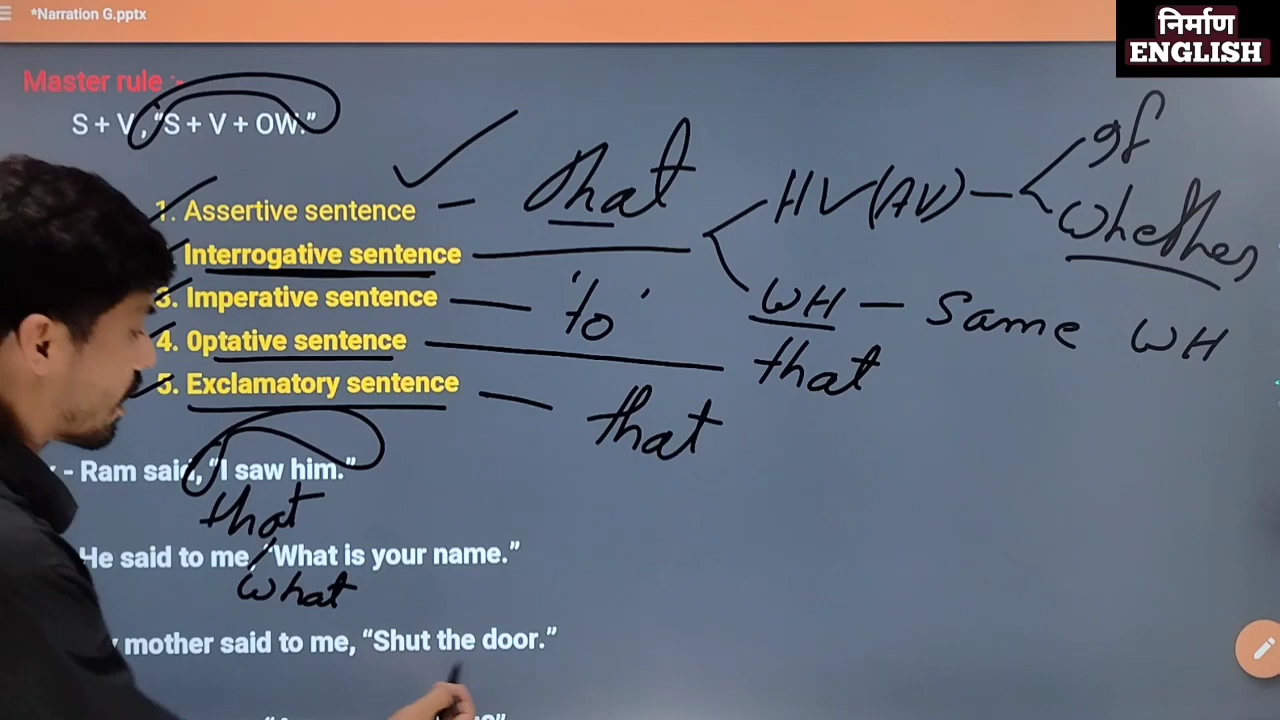 *Narration G.pptx
निर्माण
ENGLISH
Master rule :-
S + V , “S + V + OW.”
1. Assertive sentence — that
Interrogative sentence — HV(AV) — if
whether
WH — Same WH
3. Imperative sentence — 'to'
4. Optative sentence — that
5. Exclamatory sentence — that
- Ram said, “I saw him.”
that
He said to me, “What is your name.”
what
mother said to me, “Shut the door.”